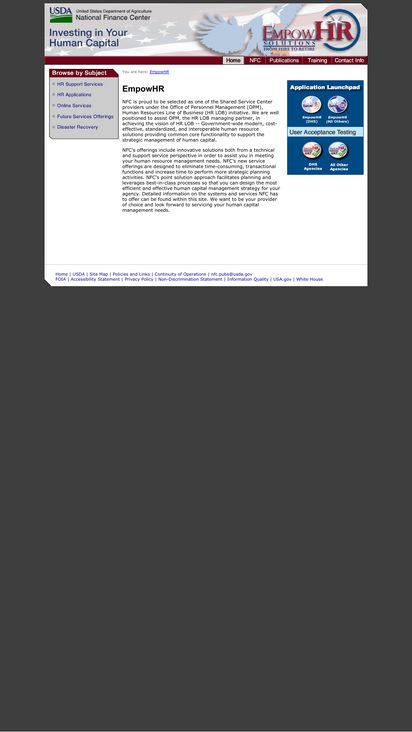 USDA United States Department of Agriculture
National Finance Center
Investing in Your
Human Capital
EMPOWHR
SOLUTIONS
FROM HIRE TO RETIRE
Home NFC Publications Training Contact Info
Browse by Subject
HR Support Services
HR Applications
Online Services
Future Services Offerings
Disaster Recovery
You are here: EmpowHR
EmpowHR
NFC is proud to be selected as one of the Shared Service Center
providers under the Office of Personnel Management (OPM),
Human Resources Line of Business (HR LOB) initiative. We are well
positioned to assist OPM, the HR LOB managing partner, in
achieving the vision of HR LOB -- Government-wide modern, cost-
effective, standardized, and interoperable human resource
solutions providing common core functionality to support the
strategic management of human capital.
NFC's offerings include innovative solutions both from a technical
and support service perspective in order to assist you in meeting
your human resource management needs. NFC's new service
offerings are designed to eliminate time-consuming, transactional
functions and increase time to perform more strategic planning
activities. NFC's point solution approach facilitates planning and
leverages best-in-class processes so that you can design the most
efficient and effective human capital management strategy for your
agency. Detailed information on the systems and services NFC has
to offer can be found within this site. We want to be your provider
of choice and look forward to servicing your human capital
management needs.
Application Launchpad
EmpowHR (DHS)
EmpowHR (All Others)
User Acceptance Testing
DHS Agencies
All Other Agencies
Home | USDA | Site Map | Policies and Links | Continuity of Operations | nfc.pubs@usda.gov
FOIA | Accessibility Statement | Privacy Policy | Non-Discrimination Statement | Information Quality | USA.gov | White House